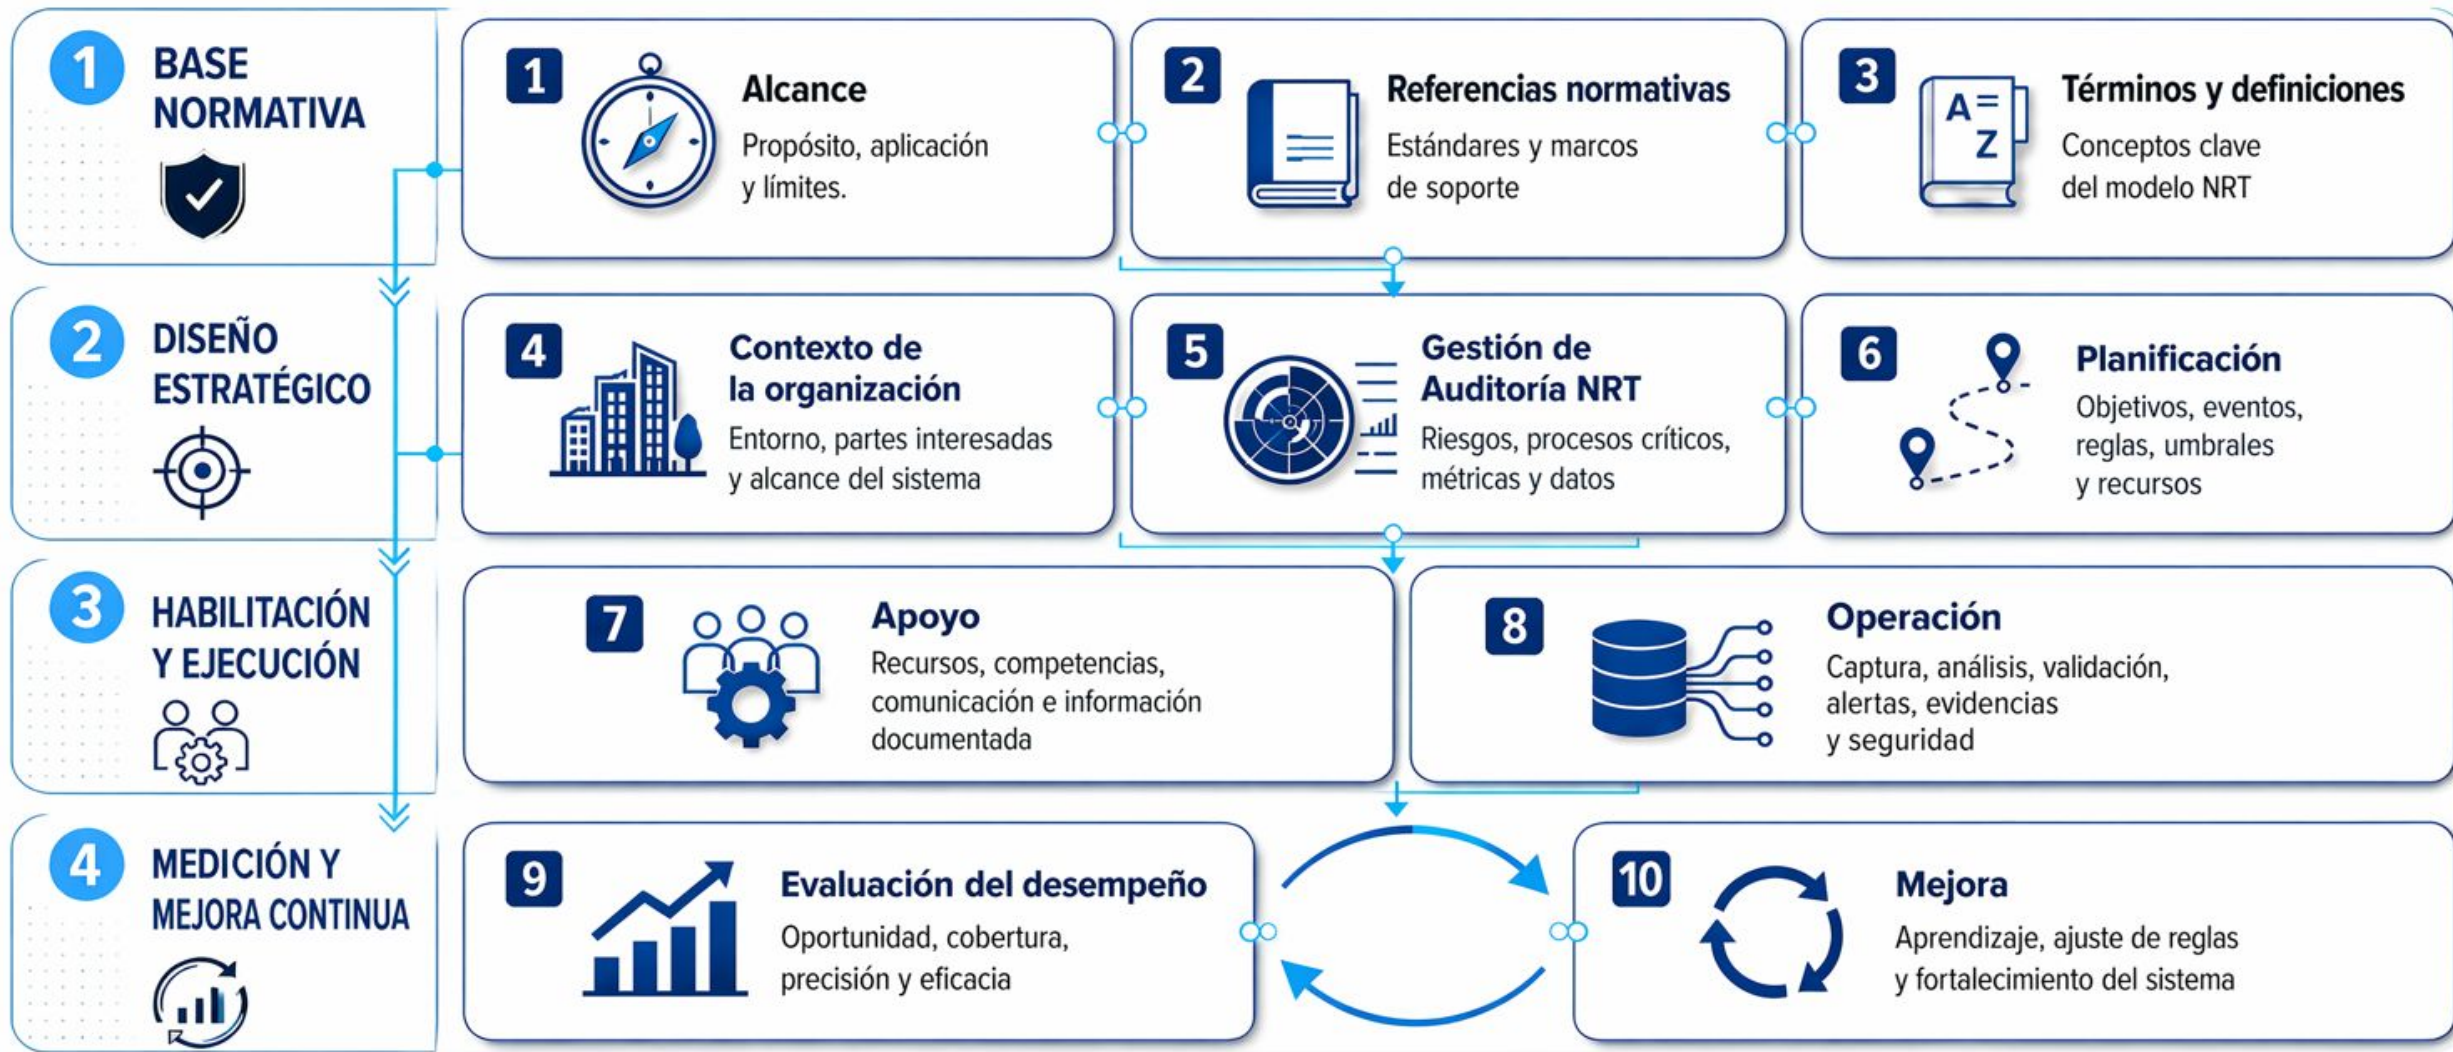 1 BASE
NORMATIVA
1
Alcance
Propósito, aplicación
y límites.
2
Referencias normativas
Estándares y marcos
de soporte
3
A=
Z
Términos y definiciones
Conceptos clave
del modelo NRT
2 DISEÑO
ESTRATÉGICO
4
Contexto de
la organización
Entorno, partes interesadas
y alcance del sistema
5
Gestión de
Auditoría NRT
Riesgos, procesos críticos,
métricas y datos
6
Planificación
Objetivos, eventos,
reglas, umbrales
y recursos
3 HABILITACIÓN
Y EJECUCIÓN
7
Apoyo
Recursos, competencias,
comunicación e información
documentada
8
Operación
Captura, análisis, validación,
alertas, evidencias
y seguridad
4 MEDICIÓN Y
MEJORA CONTINUA
9
Evaluación del desempeño
Oportunidad, cobertura,
precisión y eficacia
10
Mejora
Aprendizaje, ajuste de reglas
y fortalecimiento del sistema